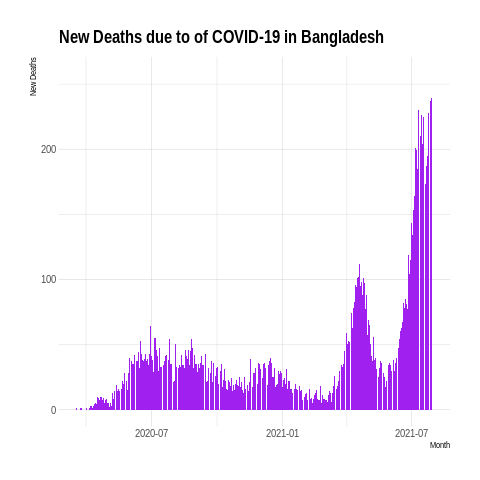 New Deaths due to of COVID-19 in Bangladesh
New Deaths
200
100
0
2020-07
2021-01
2021-07
Month